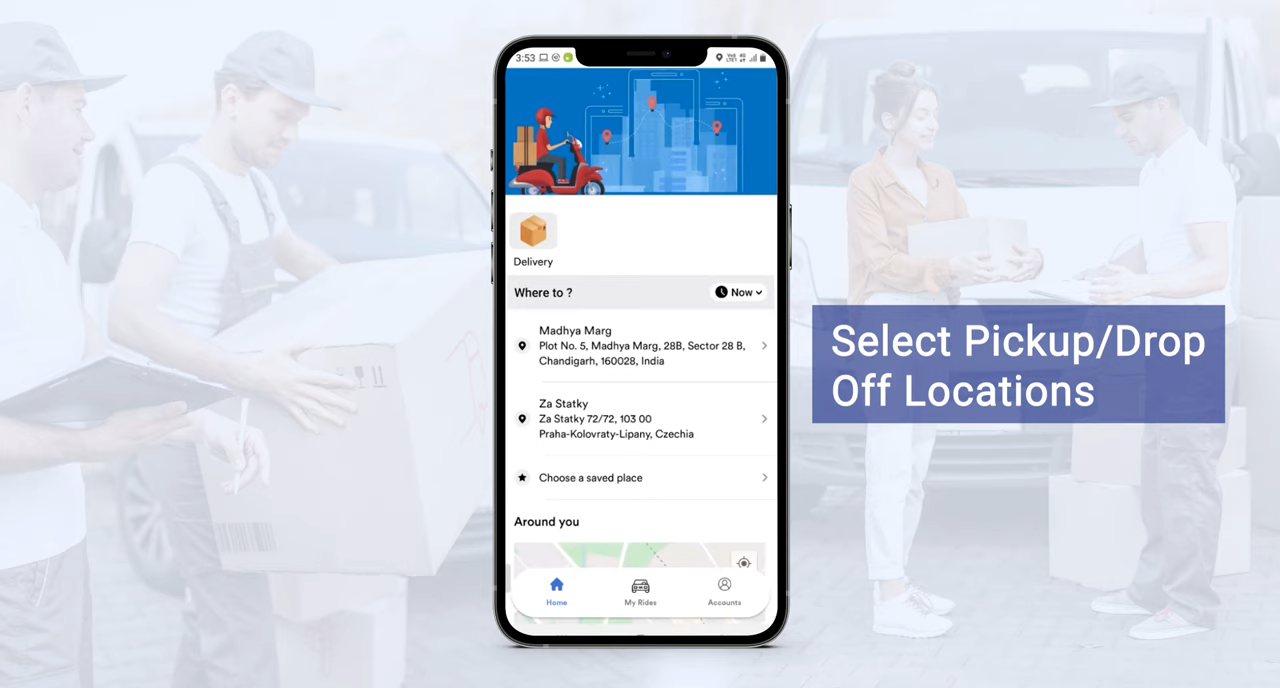 3:53
Delivery
Where to ?
Now
Madhya Marg
Plot No. 5, Madhya Marg, 28B, Sector 28 B,
Chandigarh, 160028, India
Za Statky
Za Statky 72/72, 103 00
Praha-Kolovraty-Lipany, Czechia
Choose a saved place
Around you
Home
My Rides
Accounts
Select Pickup/Drop
Off Locations